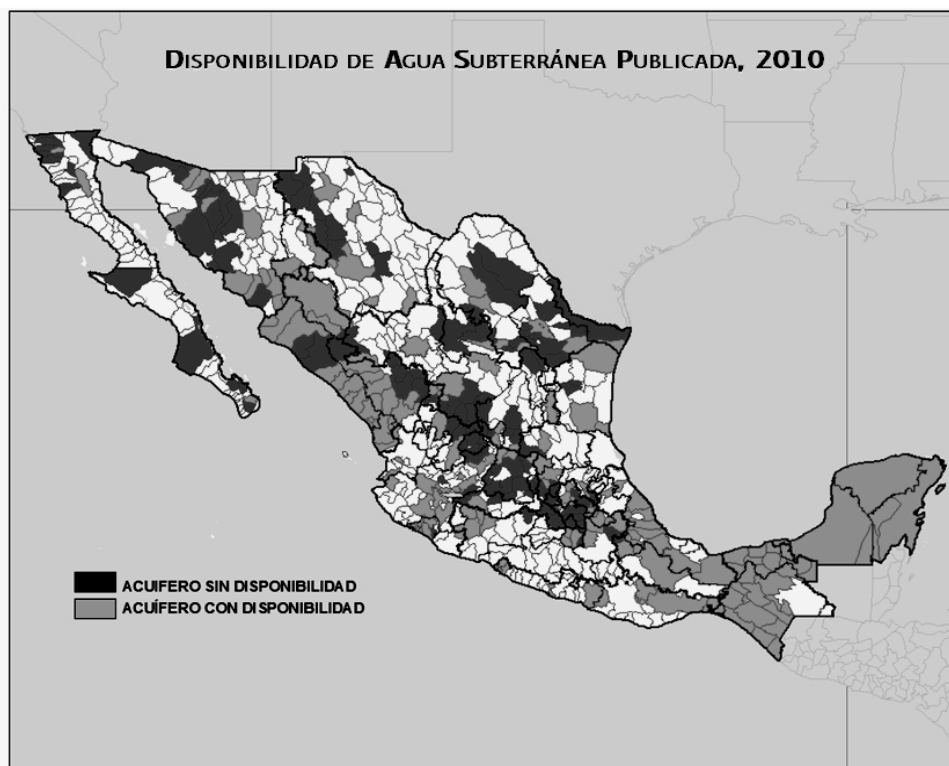 DISPONIBILIDAD DE AGUA SUBTERRÁNEA PUBLICADA, 2010
ACUIFERO SIN DISPONIBILIDAD
ACUÍFERO CON DISPONIBILIDAD